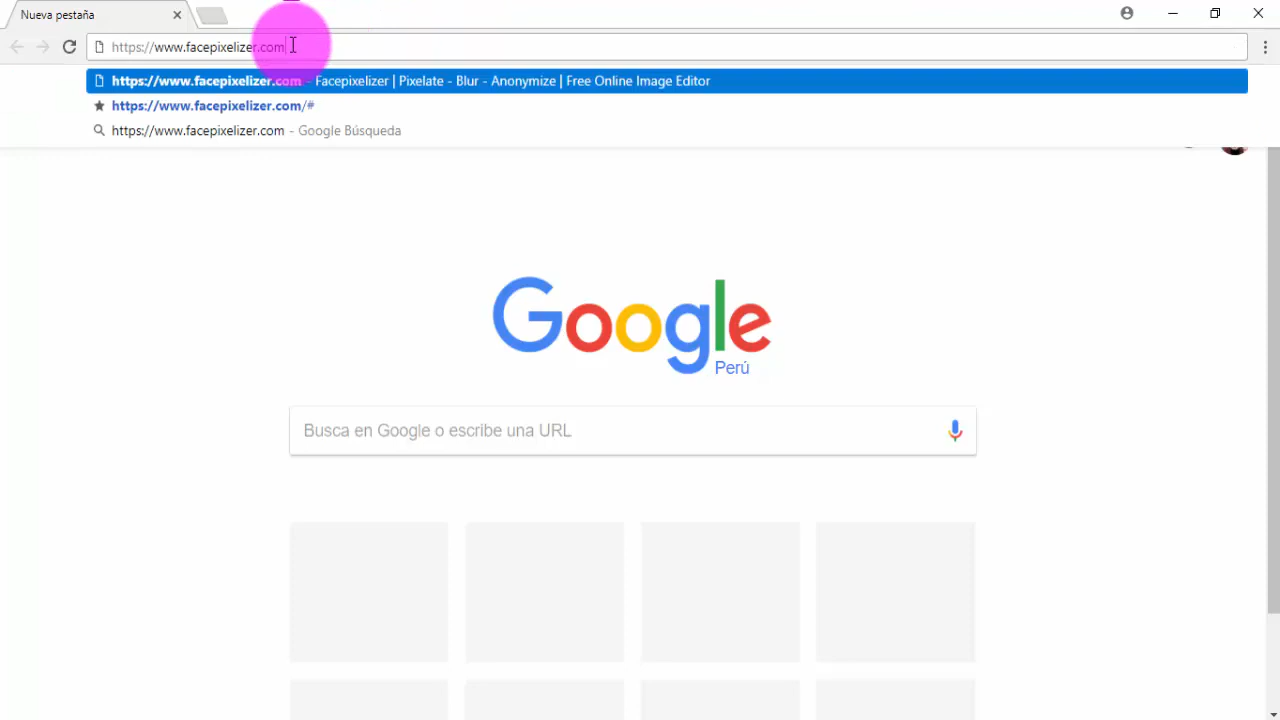 Nueva pestaña
https://www.facepixelizer.com
https://www.facepixelizer.com - Facepixelizer | Pixelate - Blur - Anonymize | Free Online Image Editor
https://www.facepixelizer.com/#
https://www.facepixelizer.com - Google Búsqueda
Google
Perú
Busca en Google o escribe una URL